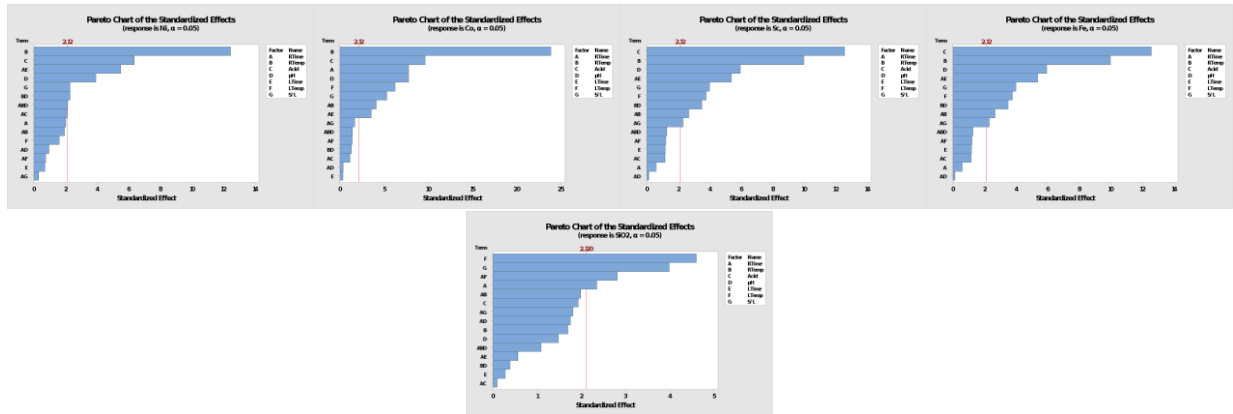 Pareto Chart of the Standardized Effects
(response is Ni, α = 0.05)
Term
2.12
B
C
AE
D
G
BD
ABD
AC
A
AB
F
AD
AF
E
AG
0 2 4 6 8 10 12 14
Standardized Effect
Factor Name
A RTime
B RTemp
C Acid
D pH
E LTime
F LTemp
G S/L
Pareto Chart of the Standardized Effects
(response is Co, α = 0.05)
Term
2.12
B
C
A
D
F
G
AB
AE
AG
ABD
AF
BD
AC
AD
E
0 5 10 15 20 25
Standardized Effect
Factor Name
A RTime
B RTemp
C Acid
D pH
E LTime
F LTemp
G S/L
Pareto Chart of the Standardized Effects
(response is Sc, α = 0.05)
Term
2.12
C
B
D
AE
G
F
BD
AB
AG
ABD
AF
E
AC
A
AD
0 2 4 6 8 10 12 14
Standardized Effect
Factor Name
A RTime
B RTemp
C Acid
D pH
E LTime
F LTemp
G S/L
Pareto Chart of the Standardized Effects
(response is Fe, α = 0.05)
Term
2.12
C
B
D
AE
G
F
BD
AB
AG
ABD
AF
E
AC
A
AD
0 2 4 6 8 10 12 14
Standardized Effect
Factor Name
A RTime
B RTemp
C Acid
D pH
E LTime
F LTemp
G S/L
Pareto Chart of the Standardized Effects
(response is SiO2, α = 0.05)
Term
2.120
F
G
AF
A
AB
C
AG
AD
B
D
ABD
AE
BD
E
AC
0 1 2 3 4 5
Standardized Effect
Factor Name
A RTime
B RTemp
C Acid
D pH
E LTime
F LTemp
G S/L